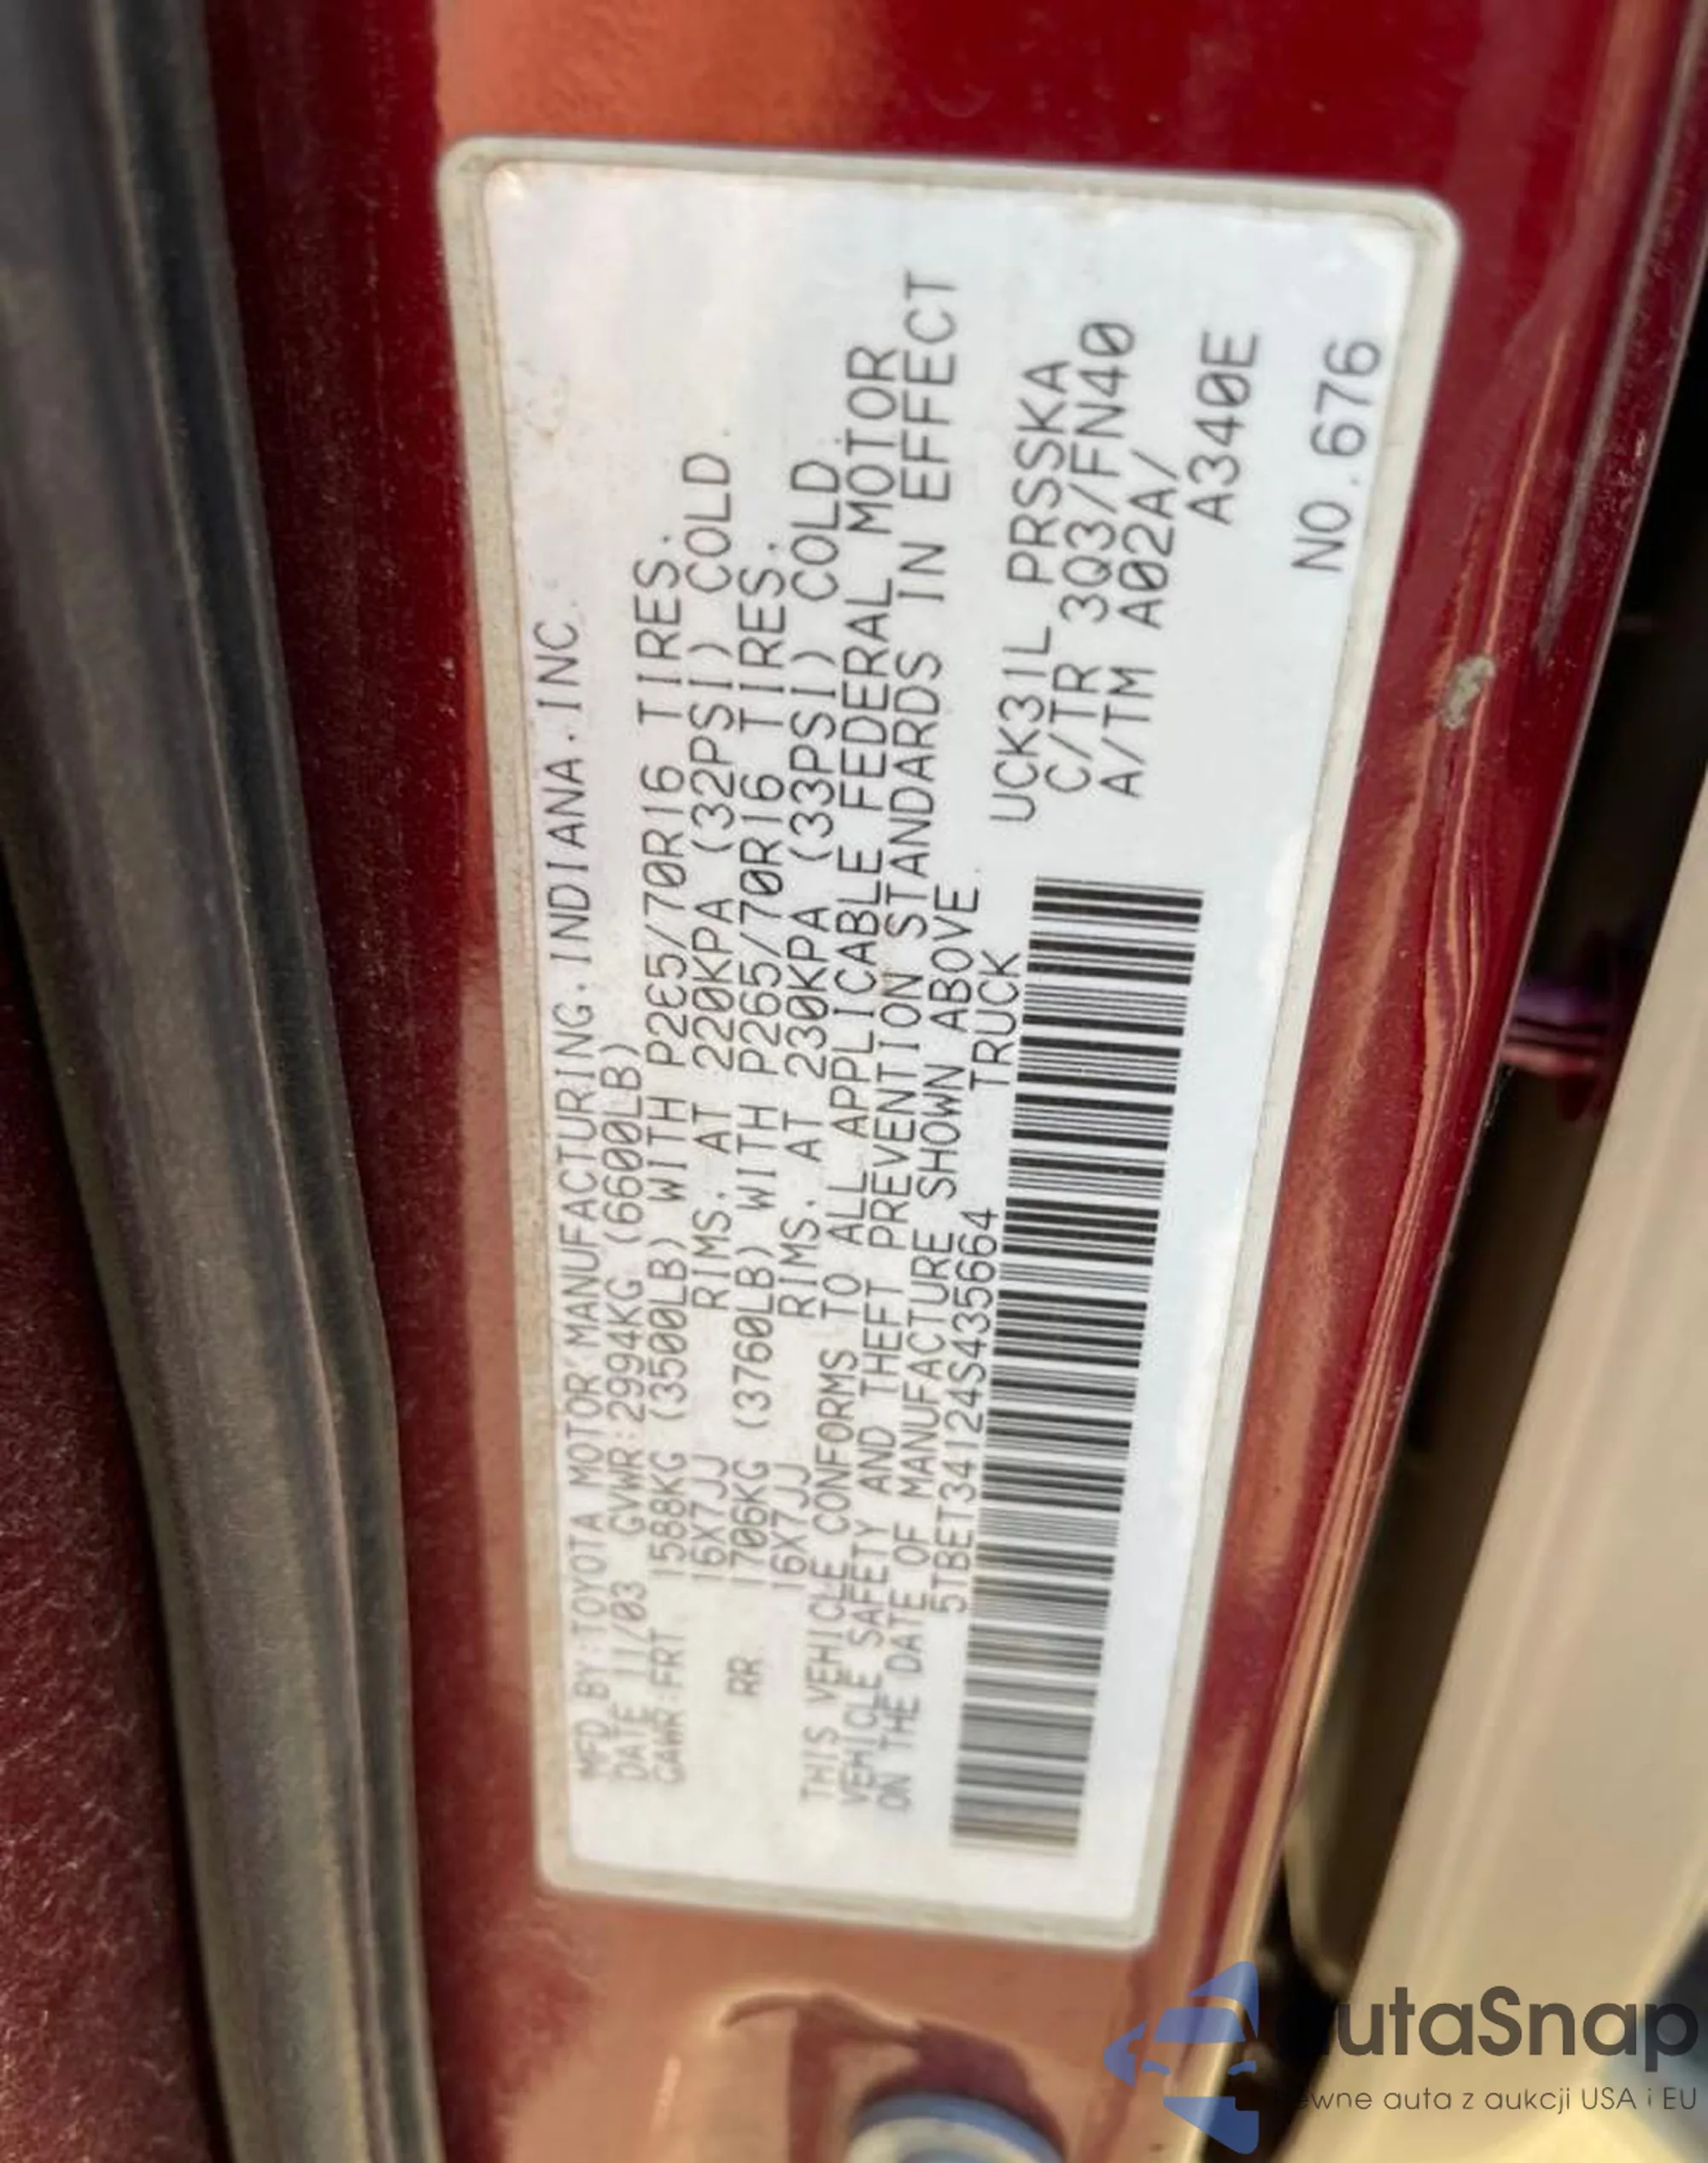 MFD BY:TOYOTA MOTOR MANUFACTURING.INDIANA.INC.
DATE 11/03 GVWR:2994KG (6600LB)
GAWR:FRT 1588KG (3500LB) WITH P265/70R16 TIRES.
16X7JJ RIMS. AT 220KPA (32PSI) COLD.
RR 1706KG (3760LB) WITH P265/70R16 TIRES.
16X7JJ RIMS. AT 230KPA (33PSI) COLD.
THIS VEHICLE CONFORMS TO ALL APPLICABLE FEDERAL MOTOR
VEHICLE SAFETY AND THEFT PREVENTION STANDARDS IN EFFECT
ON THE DATE OF MANUFACTURE SHOWN ABOVE.
5TBET34124S435664 TRUCK
UCK31L PRSSKA
C/TR 3Q3/FN40
A/TM A02A/
A340E
NO.676
utaSnap
ewne auta z aukcji USA i EU